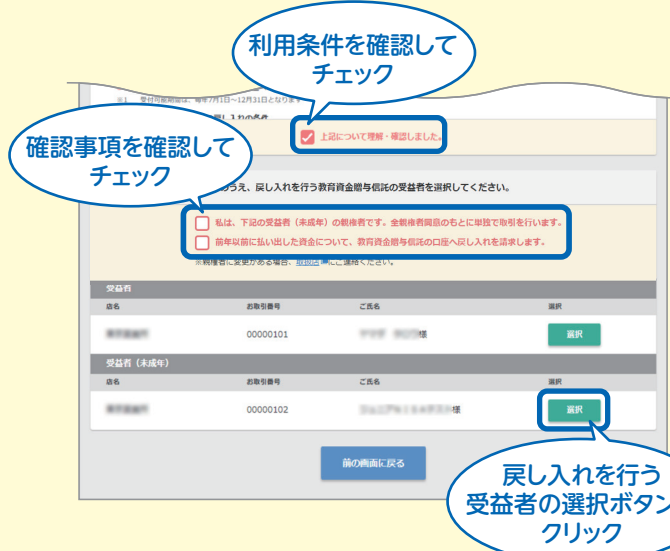 利用条件を確認して
チェック
※1 受付可能期間は、毎年7月1日～12月31日となります
戻し入れの条件
上記について理解・確認しました。
確認事項を確認して
チェック
のうえ、戻し入れを行う教育資金贈与信託の受益者を選択してください。
私は、下記の受益者（未成年）の親権者です。全親権者同意のもとに単独で取引を行います。
前年以前に払い出した資金について、教育資金贈与信託の口座へ戻し入れを請求します。
※親権者に変更がある場合、取扱店にご連絡ください。
受益者
店名 お取引番号 ご氏名 選択
00000101 様 選択
受益者（未成年）
店名 お取引番号 ご氏名 選択
00000102 様 選択
前の画面に戻る
戻し入れを行う
受益者の選択ボタン
クリック